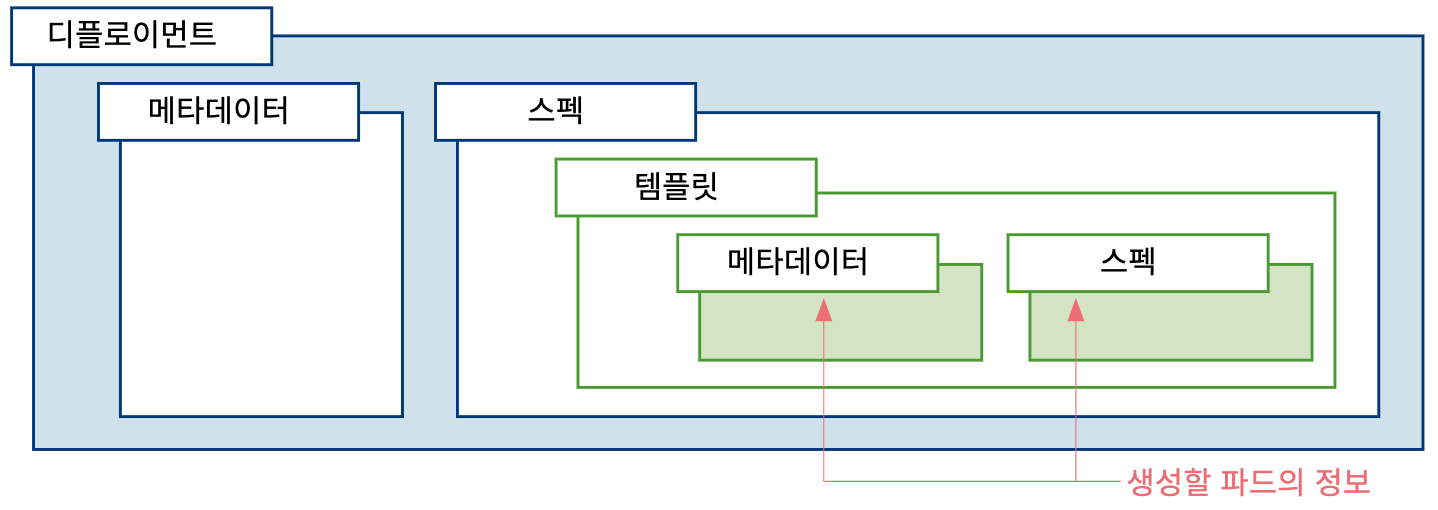 디플로이먼트
메타데이터
스펙
템플릿
메타데이터
스펙
생성할 파드의 정보